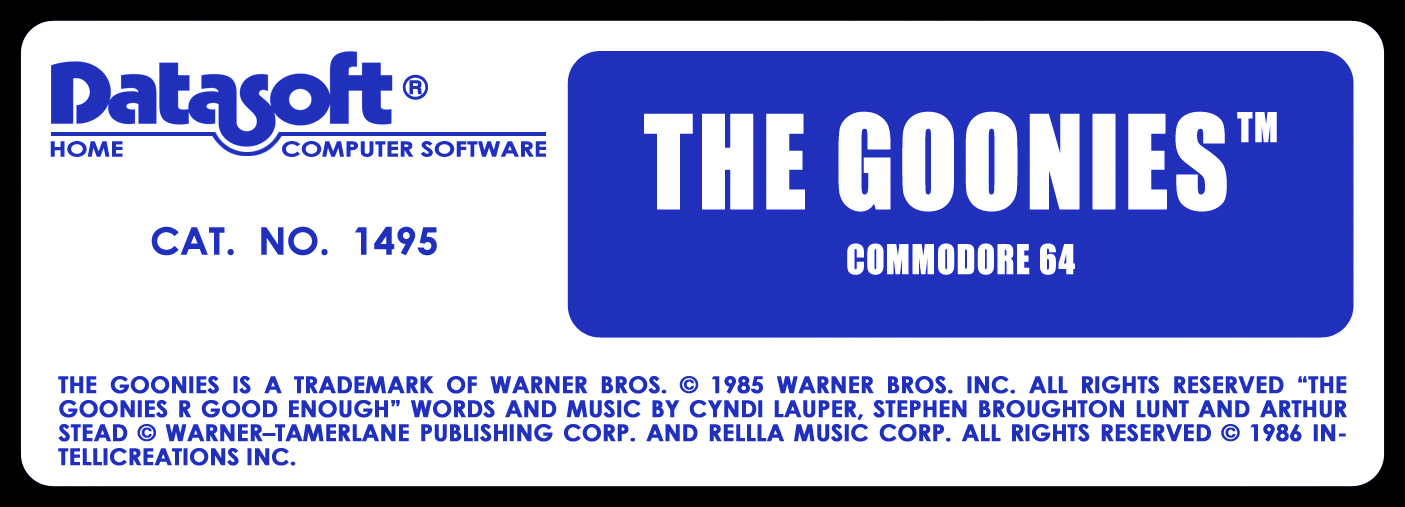 Datasoft®
HOME COMPUTER SOFTWARE
CAT. NO. 1495
THE GOONIES™
COMMODORE 64
THE GOONIES IS A TRADEMARK OF WARNER BROS. © 1985 WARNER BROS. INC. ALL RIGHTS RESERVED “THE
GOONIES R GOOD ENOUGH” WORDS AND MUSIC BY CYNDI LAUPER, STEPHEN BROUGHTON LUNT AND ARTHUR
STEAD © WARNER–TAMERLANE PUBLISHING CORP. AND RELLLA MUSIC CORP. ALL RIGHTS RESERVED © 1986 IN-
TELLICREATIONS INC.